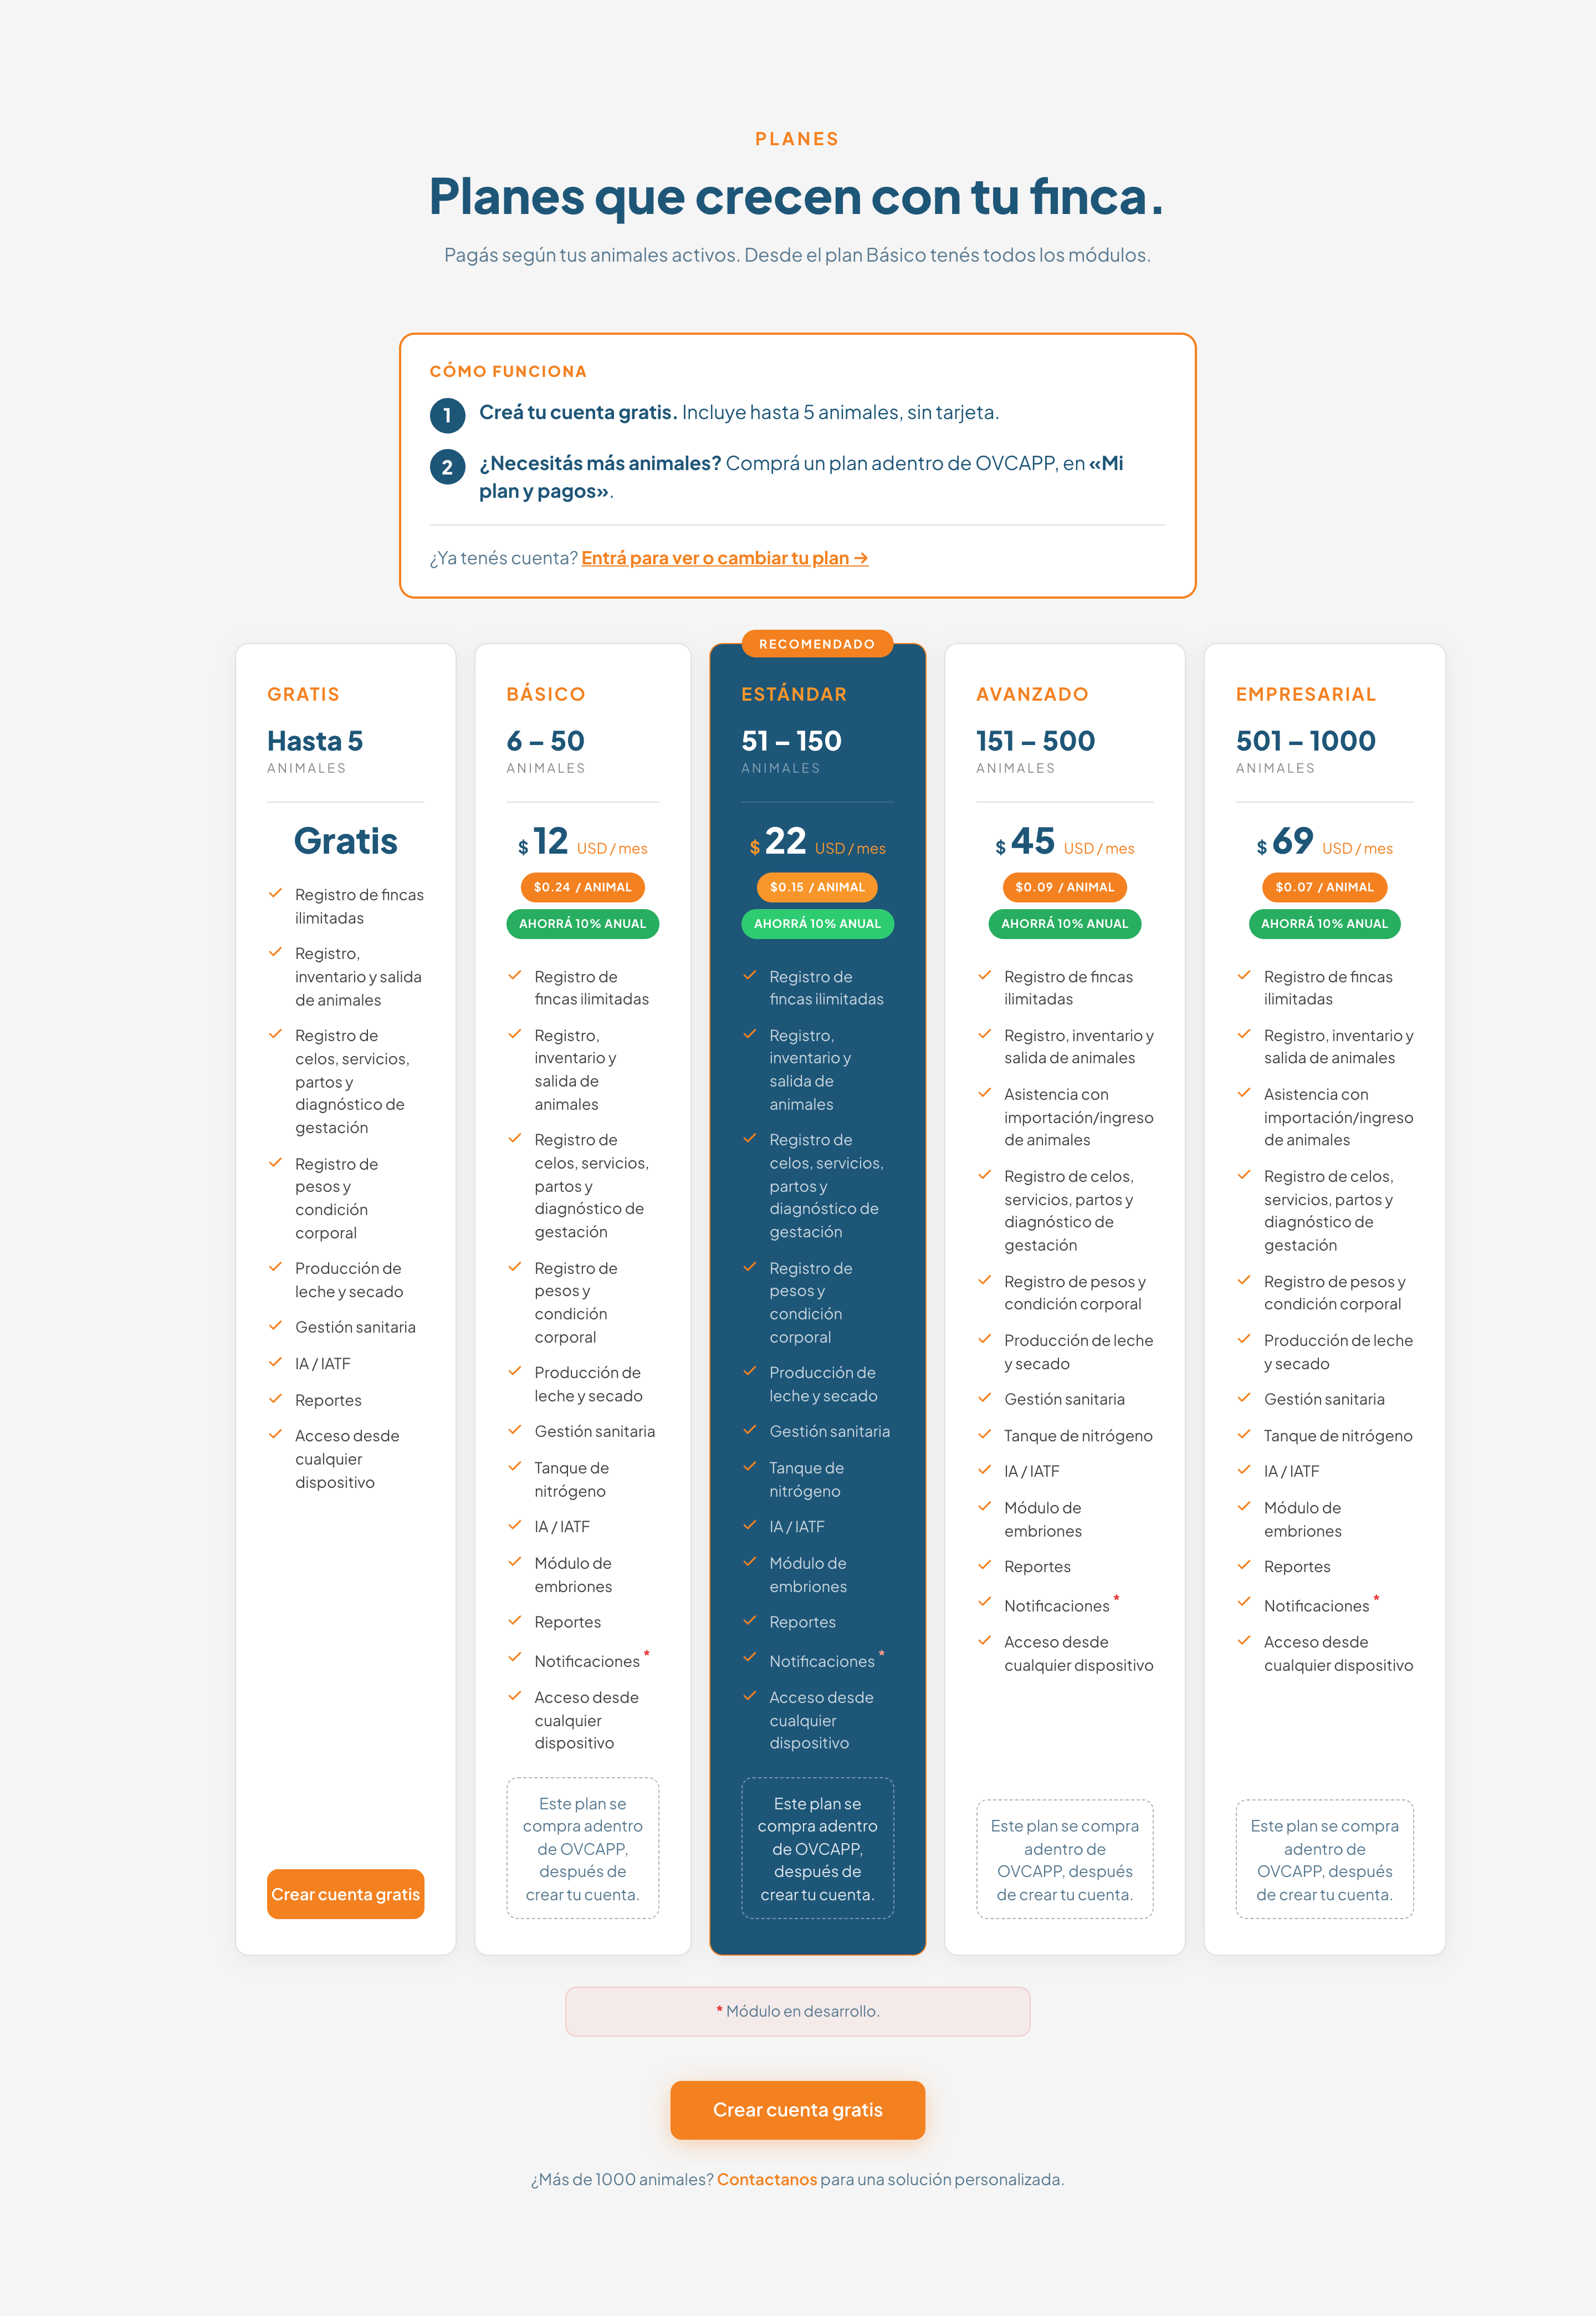 PLANES
Planes que crecen con tu finca.
Pagás según tus animales activos. Desde el plan Básico tenés todos los módulos.
CÓMO FUNCIONA
1
Creá tu cuenta gratis. Incluye hasta 5 animales, sin tarjeta.
2
¿Necesitás más animales? Comprá un plan adentro de OVCAPP, en «Mi
plan y pagos».
¿Ya tenés cuenta? Entrá para ver o cambiar tu plan →
GRATIS
Hasta 5
ANIMALES
Gratis
Registro de fincas
ilimitadas
Registro,
inventario y salida
de animales
Registro de
celos, servicios,
partos y
diagnóstico de
gestación
Registro de
pesos y
condición
corporal
Producción de
leche y secado
Gestión sanitaria
IA / IATF
Reportes
Acceso desde
cualquier
dispositivo
Crear cuenta gratis
BÁSICO
6 – 50
ANIMALES
$ 12 USD / mes
$0.24 / ANIMAL
AHORRÁ 10% ANUAL
Registro de
fincas ilimitadas
Registro,
inventario y
salida de
animales
Registro de
celos, servicios,
partos y
diagnóstico de
gestación
Registro de
pesos y
condición
corporal
Producción de
leche y secado
Gestión sanitaria
Tanque de
nitrógeno
IA / IATF
Módulo de
embriones
Reportes
Notificaciones *
Acceso desde
cualquier
dispositivo
Este plan se
compra adentro
de OVCAPP,
después de
crear tu cuenta.
RECOMENDADO
ESTÁNDAR
51 – 150
ANIMALES
$ 22 USD / mes
$0.15 / ANIMAL
AHORRÁ 10% ANUAL
Registro de
fincas ilimitadas
Registro,
inventario y
salida de
animales
Registro de
celos, servicios,
partos y
diagnóstico de
gestación
Registro de
pesos y
condición
corporal
Producción de
leche y secado
Gestión sanitaria
Tanque de
nitrógeno
IA / IATF
Módulo de
embriones
Reportes
Notificaciones *
Acceso desde
cualquier
dispositivo
Este plan se
compra adentro
de OVCAPP,
después de
crear tu cuenta.
AVANZADO
151 – 500
ANIMALES
$ 45 USD / mes
$0.09 / ANIMAL
AHORRÁ 10% ANUAL
Registro de fincas
ilimitadas
Registro, inventario y
salida de animales
Asistencia con
importación/ingreso
de animales
Registro de celos,
servicios, partos y
diagnóstico de
gestación
Registro de pesos y
condición corporal
Producción de leche
y secado
Gestión sanitaria
Tanque de nitrógeno
IA / IATF
Módulo de
embriones
Reportes
Notificaciones *
Acceso desde
cualquier dispositivo
Este plan se compra
adentro de
OVCAPP, después
de crear tu cuenta.
EMPRESARIAL
501 – 1000
ANIMALES
$ 69 USD / mes
$0.07 / ANIMAL
AHORRÁ 10% ANUAL
Registro de fincas
ilimitadas
Registro, inventario y
salida de animales
Asistencia con
importación/ingreso
de animales
Registro de celos,
servicios, partos y
diagnóstico de
gestación
Registro de pesos y
condición corporal
Producción de leche
y secado
Gestión sanitaria
Tanque de nitrógeno
IA / IATF
Módulo de
embriones
Reportes
Notificaciones *
Acceso desde
cualquier dispositivo
Este plan se compra
adentro de
OVCAPP, después
de crear tu cuenta.
* Módulo en desarrollo.
Crear cuenta gratis
¿Más de 1000 animales? Contactanos para una solución personalizada.